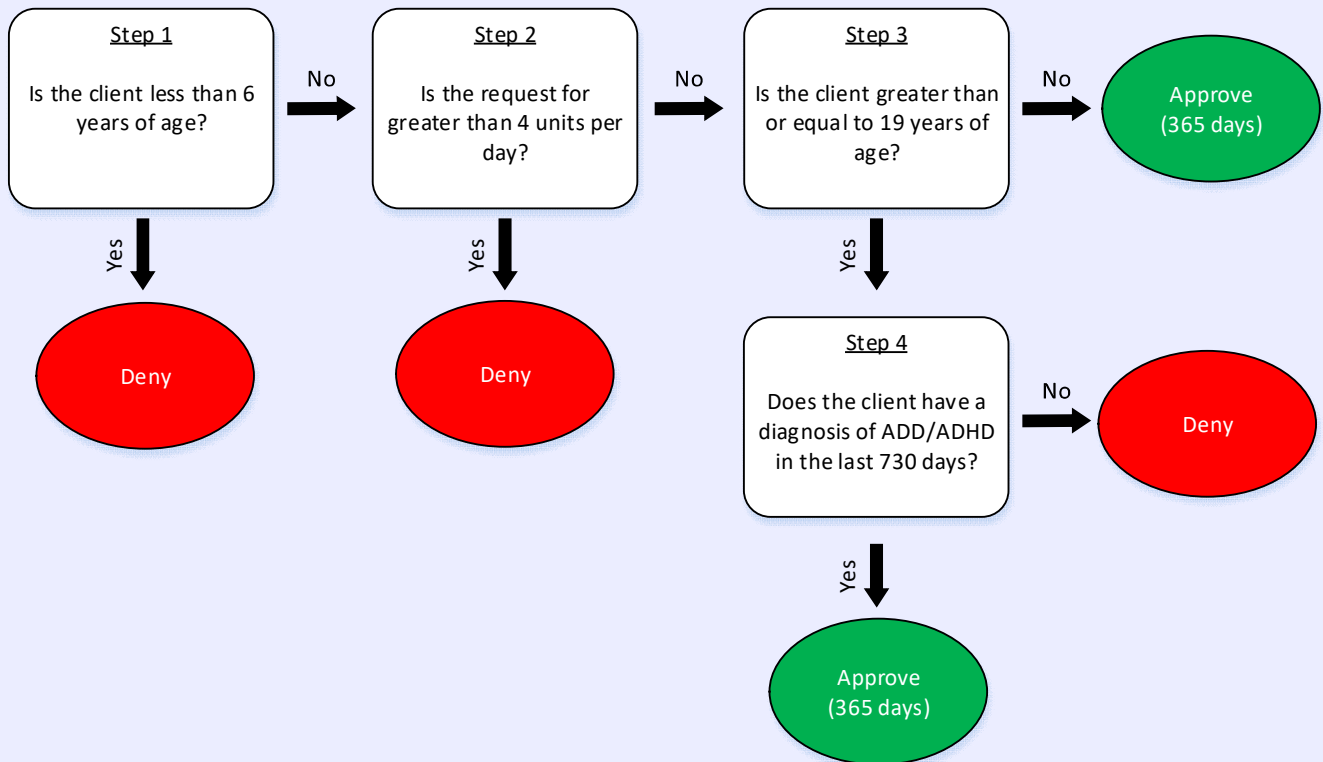 Step 1
Is the client less than 6
years of age?
No
Yes
Deny
Step 2
Is the request for
greater than 4 units per
day?
No
Yes
Deny
Step 3
Is the client greater than
or equal to 19 years of
age?
No
Approve
(365 days)
Yes
Step 4
Does the client have a
diagnosis of ADD/ADHD
in the last 730 days?
No
Deny
Yes
Approve
(365 days)